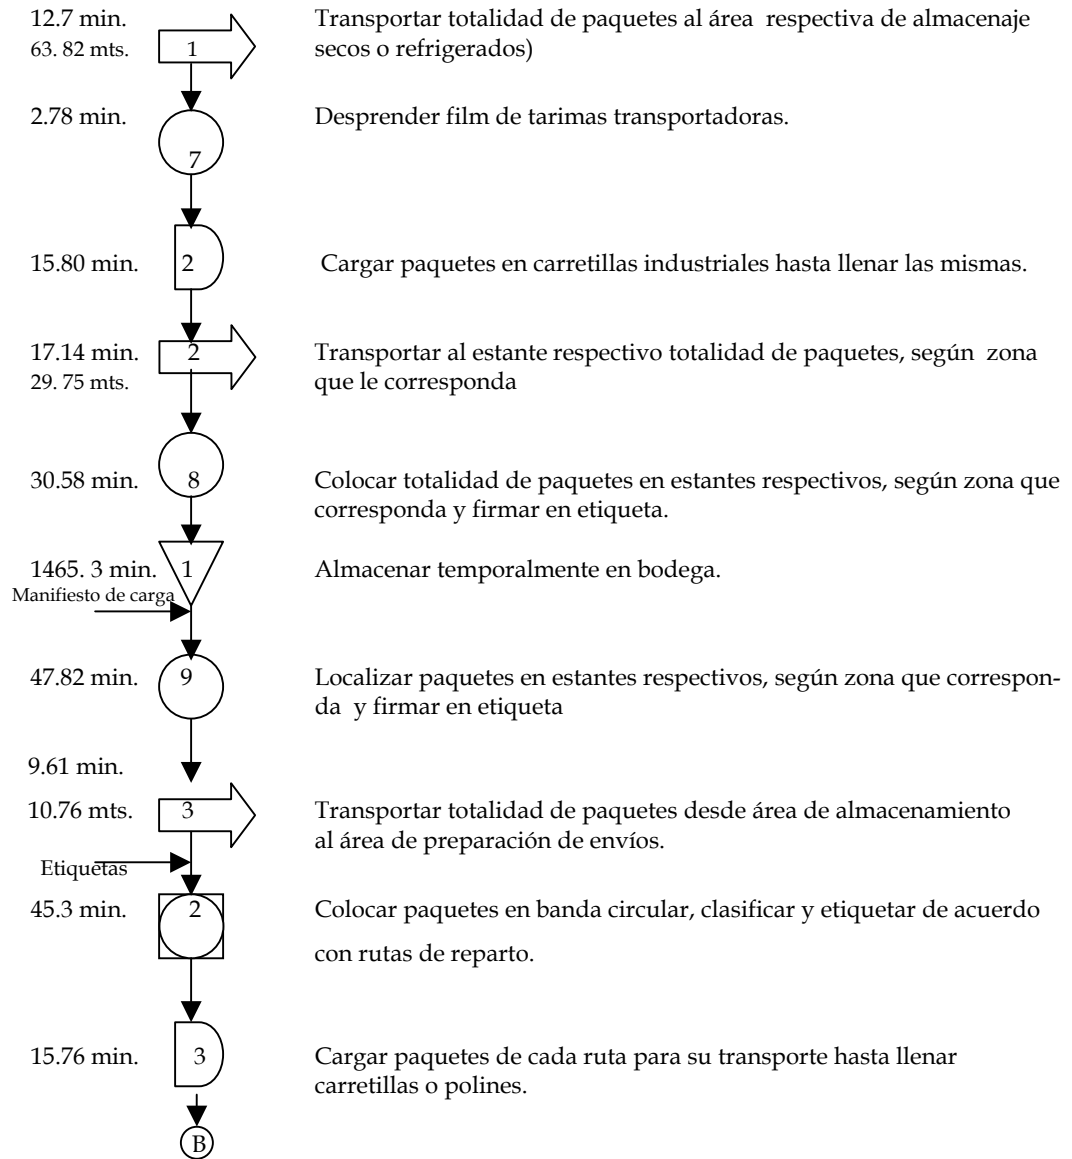 12.7 min.
63. 82 mts.
1
Transportar totalidad de paquetes al área respectiva de almacenaje
secos o refrigerados)
2.78 min.
7
Desprender film de tarimas transportadoras.
15.80 min.
2
Cargar paquetes en carretillas industriales hasta llenar las mismas.
17.14 min.
29. 75 mts.
2
Transportar al estante respectivo totalidad de paquetes, según zona
que le corresponda
30.58 min.
8
Colocar totalidad de paquetes en estantes respectivos, según zona que
corresponda y firmar en etiqueta.
1465. 3 min.
1
Almacenar temporalmente en bodega.
Manifiesto de carga
47.82 min.
9
Localizar paquetes en estantes respectivos, según zona que correspon-
da y firmar en etiqueta
9.61 min.
10.76 mts.
3
Transportar totalidad de paquetes desde área de almacenamiento
al área de preparación de envíos.
Etiquetas
45.3 min.
2
Colocar paquetes en banda circular, clasificar y etiquetar de acuerdo
con rutas de reparto.
15.76 min.
3
Cargar paquetes de cada ruta para su transporte hasta llenar
carretillas o polines.
B